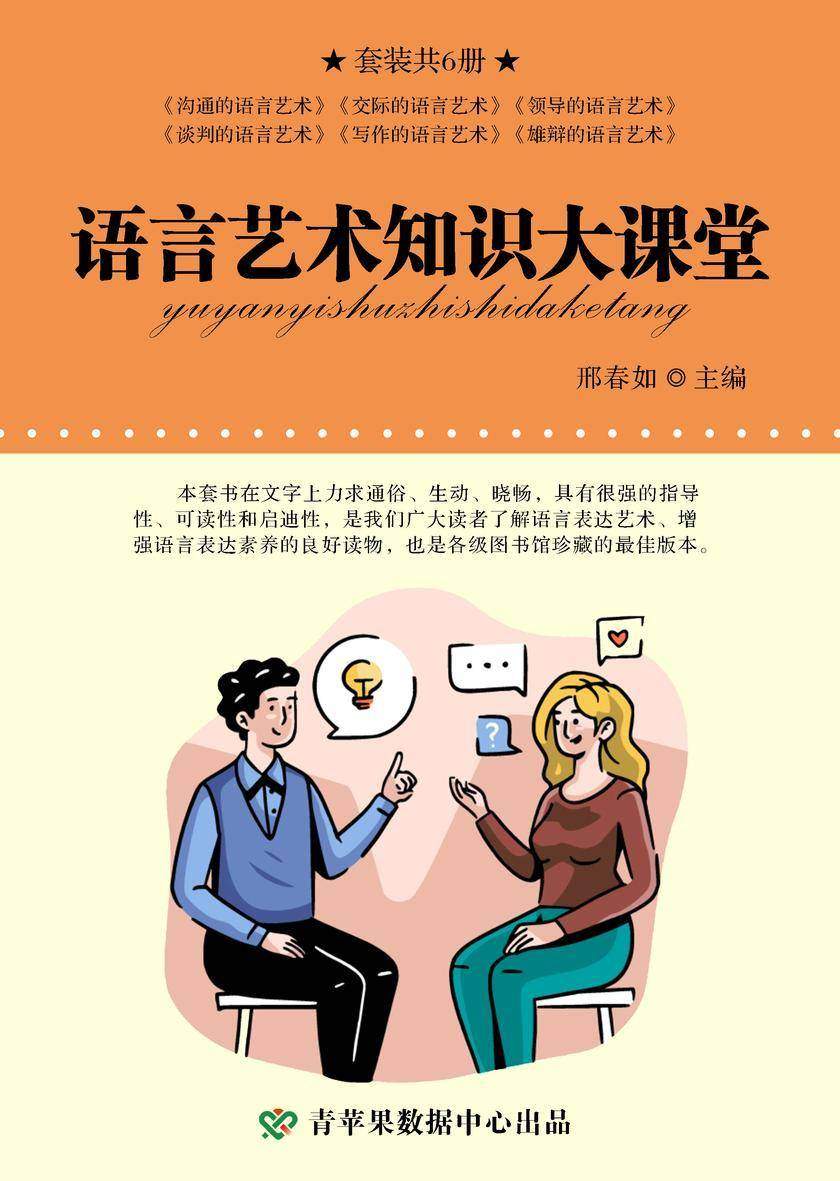 ★ 套装共6册 ★
《沟通的语言艺术》《交际的语言艺术》《领导的语言艺术》
《谈判的语言艺术》《写作的语言艺术》《雄辩的语言艺术》
语言艺术知识大课堂
yuyanyishuzhishidaketang
邢春如 ◎ 主编
本套书在文字上力求通俗、生动、晓畅，具有很强的指导
性、可读性和启迪性，是我们广大读者了解语言表达艺术、增
强语言表达素养的良好读物，也是各级图书馆珍藏的最佳版本。
?
青苹果数据中心出品